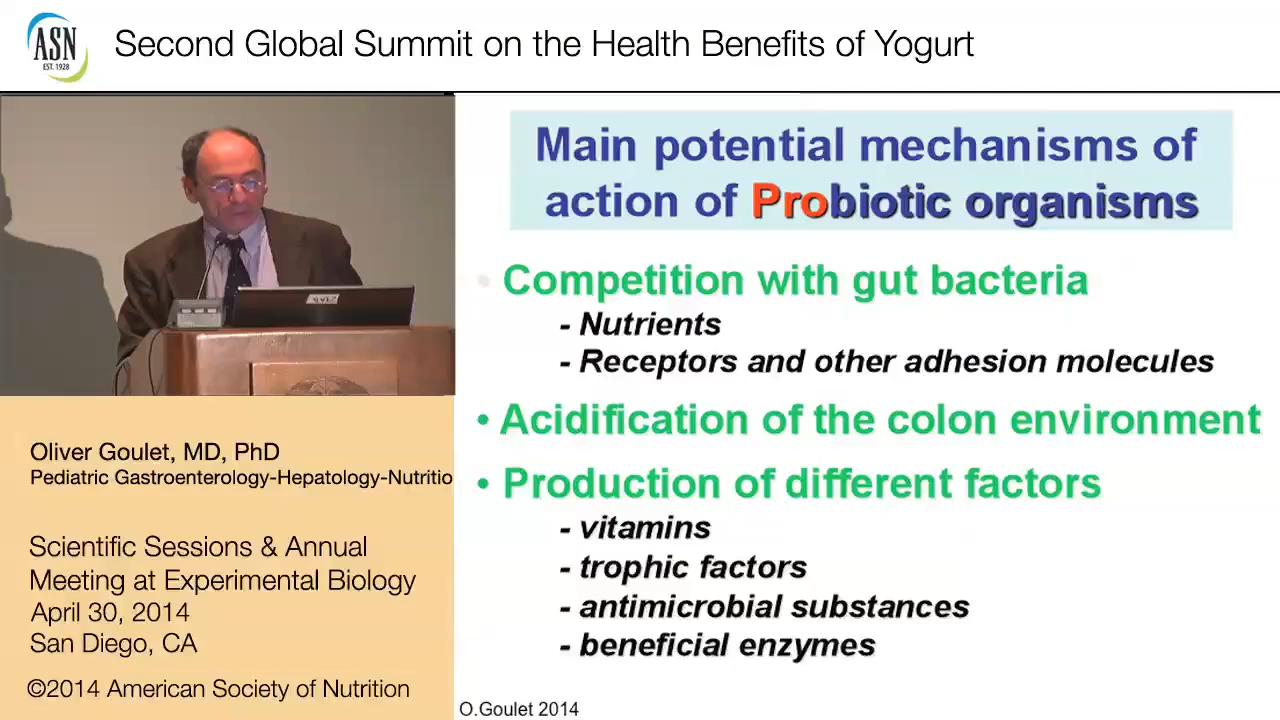 ASN
EST. 1928
Second Global Summit on the Health Benefits of Yogurt
Oliver Goulet, MD, PhD
Pediatric Gastroenterology-Hepatology-Nutritio
Scientific Sessions & Annual
Meeting at Experimental Biology
April 30, 2014
San Diego, CA
©2014 American Society of Nutrition
Main potential mechanisms of
action of Probiotic organisms
• Competition with gut bacteria
- Nutrients
- Receptors and other adhesion molecules
• Acidification of the colon environment
• Production of different factors
- vitamins
- trophic factors
- antimicrobial substances
- beneficial enzymes
O.Goulet 2014